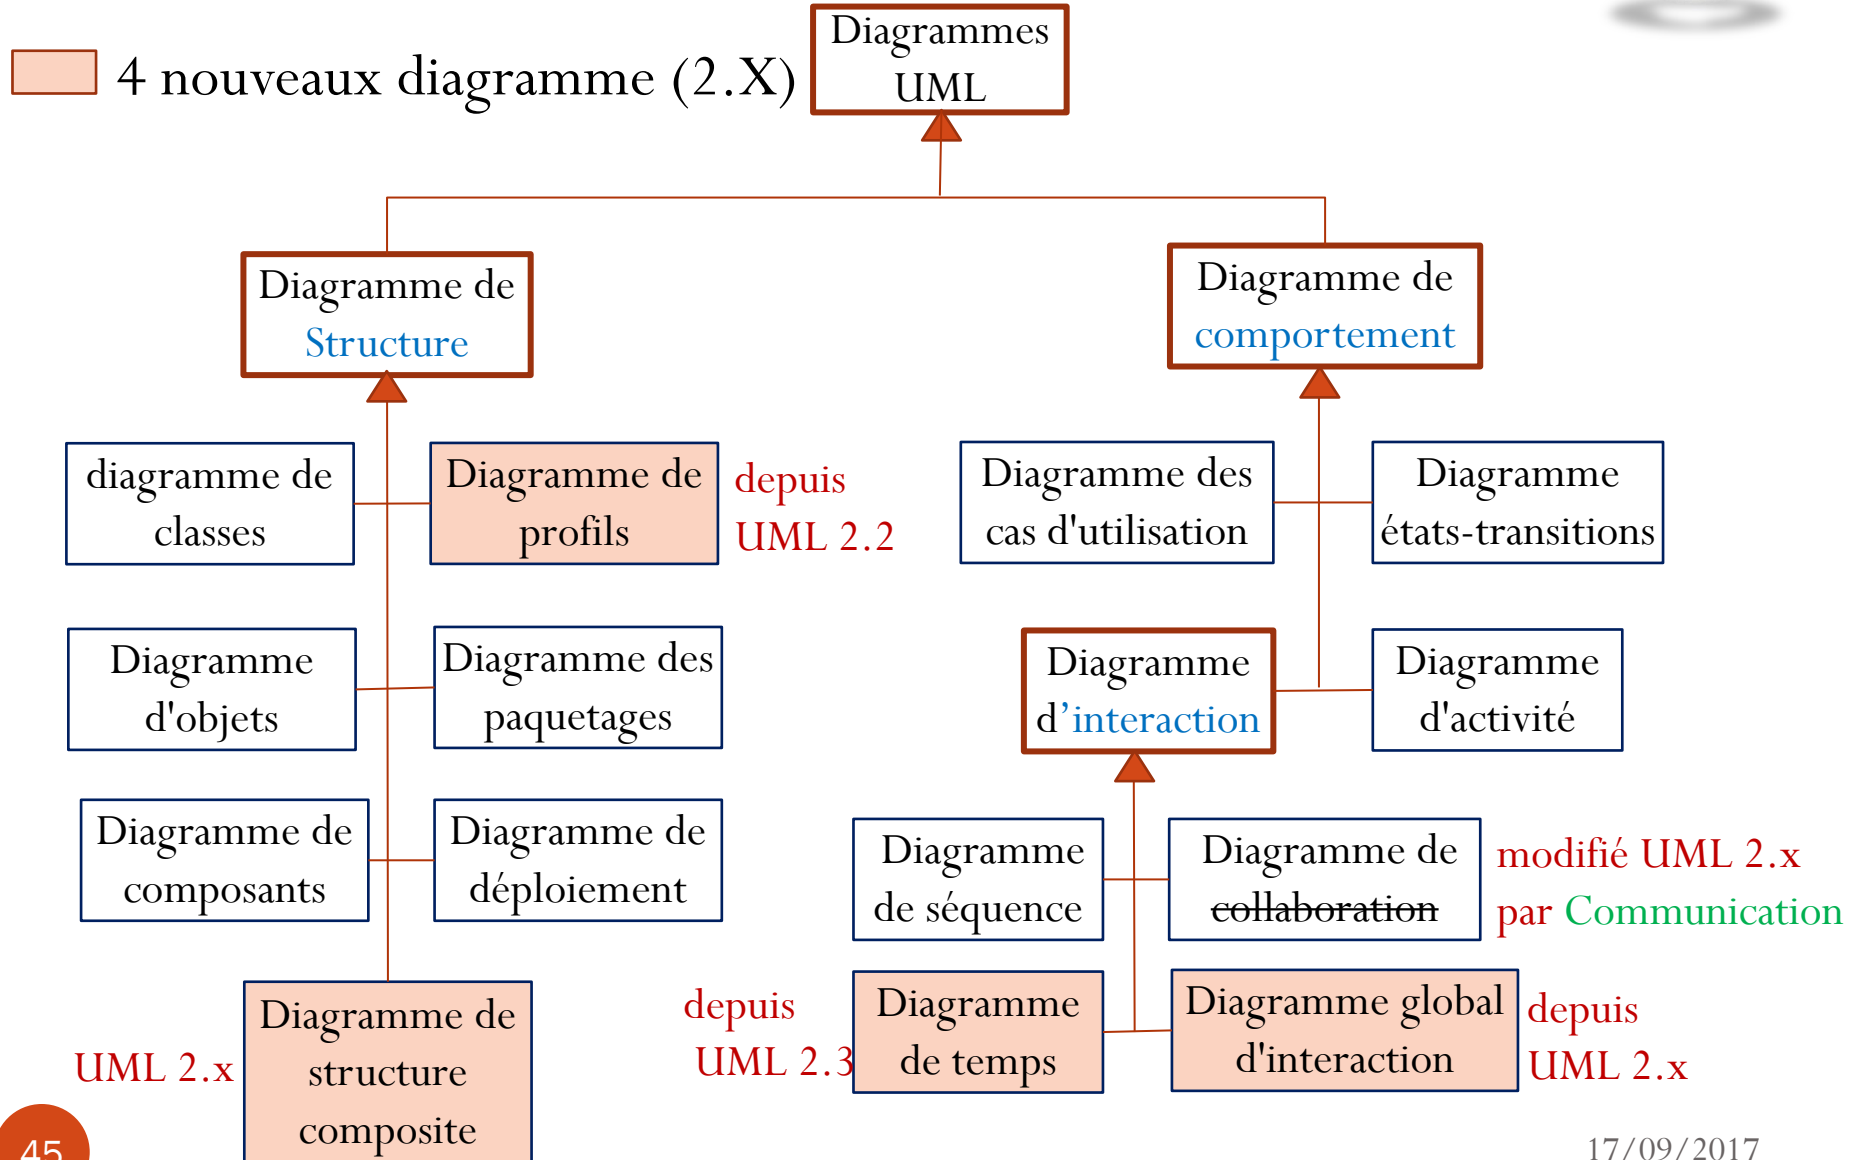 4 nouveaux diagramme (2.X)
Diagrammes
UML
Diagramme de
Structure
Diagramme de
comportement
diagramme de
classes
Diagramme de
profils
depuis
UML 2.2
Diagramme des
cas d'utilisation
Diagramme
états-transitions
Diagramme
d'objets
Diagramme des
paquetages
Diagramme
d’interaction
Diagramme
d'activité
Diagramme de
composants
Diagramme de
déploiement
Diagramme
de séquence
Diagramme de
collaboration
modifié UML 2.x
par Communication
UML 2.x
Diagramme de
structure
composite
depuis
UML 2.3
Diagramme
de temps
Diagramme global
d'interaction
depuis
UML 2.x
45
17/09/2017